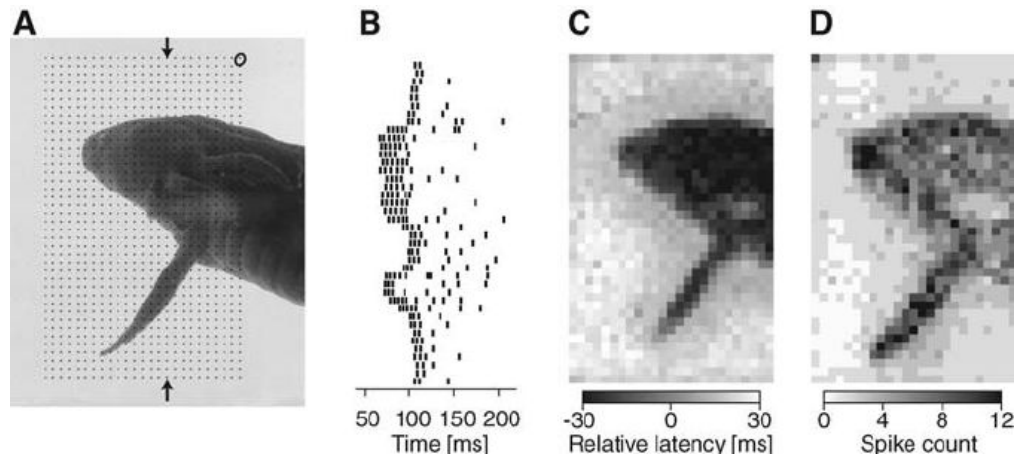 A
B
C
D
50 100 150 200
Time [ms]
-30 0 30
Relative latency [ms]
0 4 8 12
Spike count